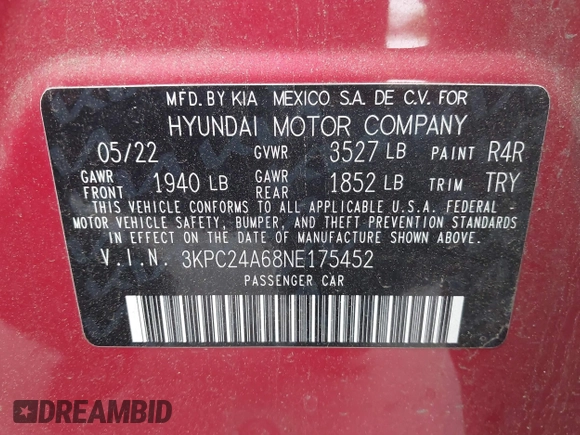 MFD. BY KIA MEXICO S.A. DE C.V. FOR
HYUNDAI MOTOR COMPANY
05/22 GVWR 3527 LB PAINT R4R
GAWR FRONT 1940 LB GAWR REAR 1852 LB TRIM TRY
THIS VEHICLE CONFORMS TO ALL APPLICABLE U.S.A. FEDERAL -
MOTOR VEHICLE SAFETY, BUMPER, AND THEFT PREVENTION STANDARDS
IN EFFECT ON THE DATE OF MANUFACTURE SHOWN ABOVE.
V.I.N. 3KPC24A68NE175452
PASSENGER CAR
DREAMBID